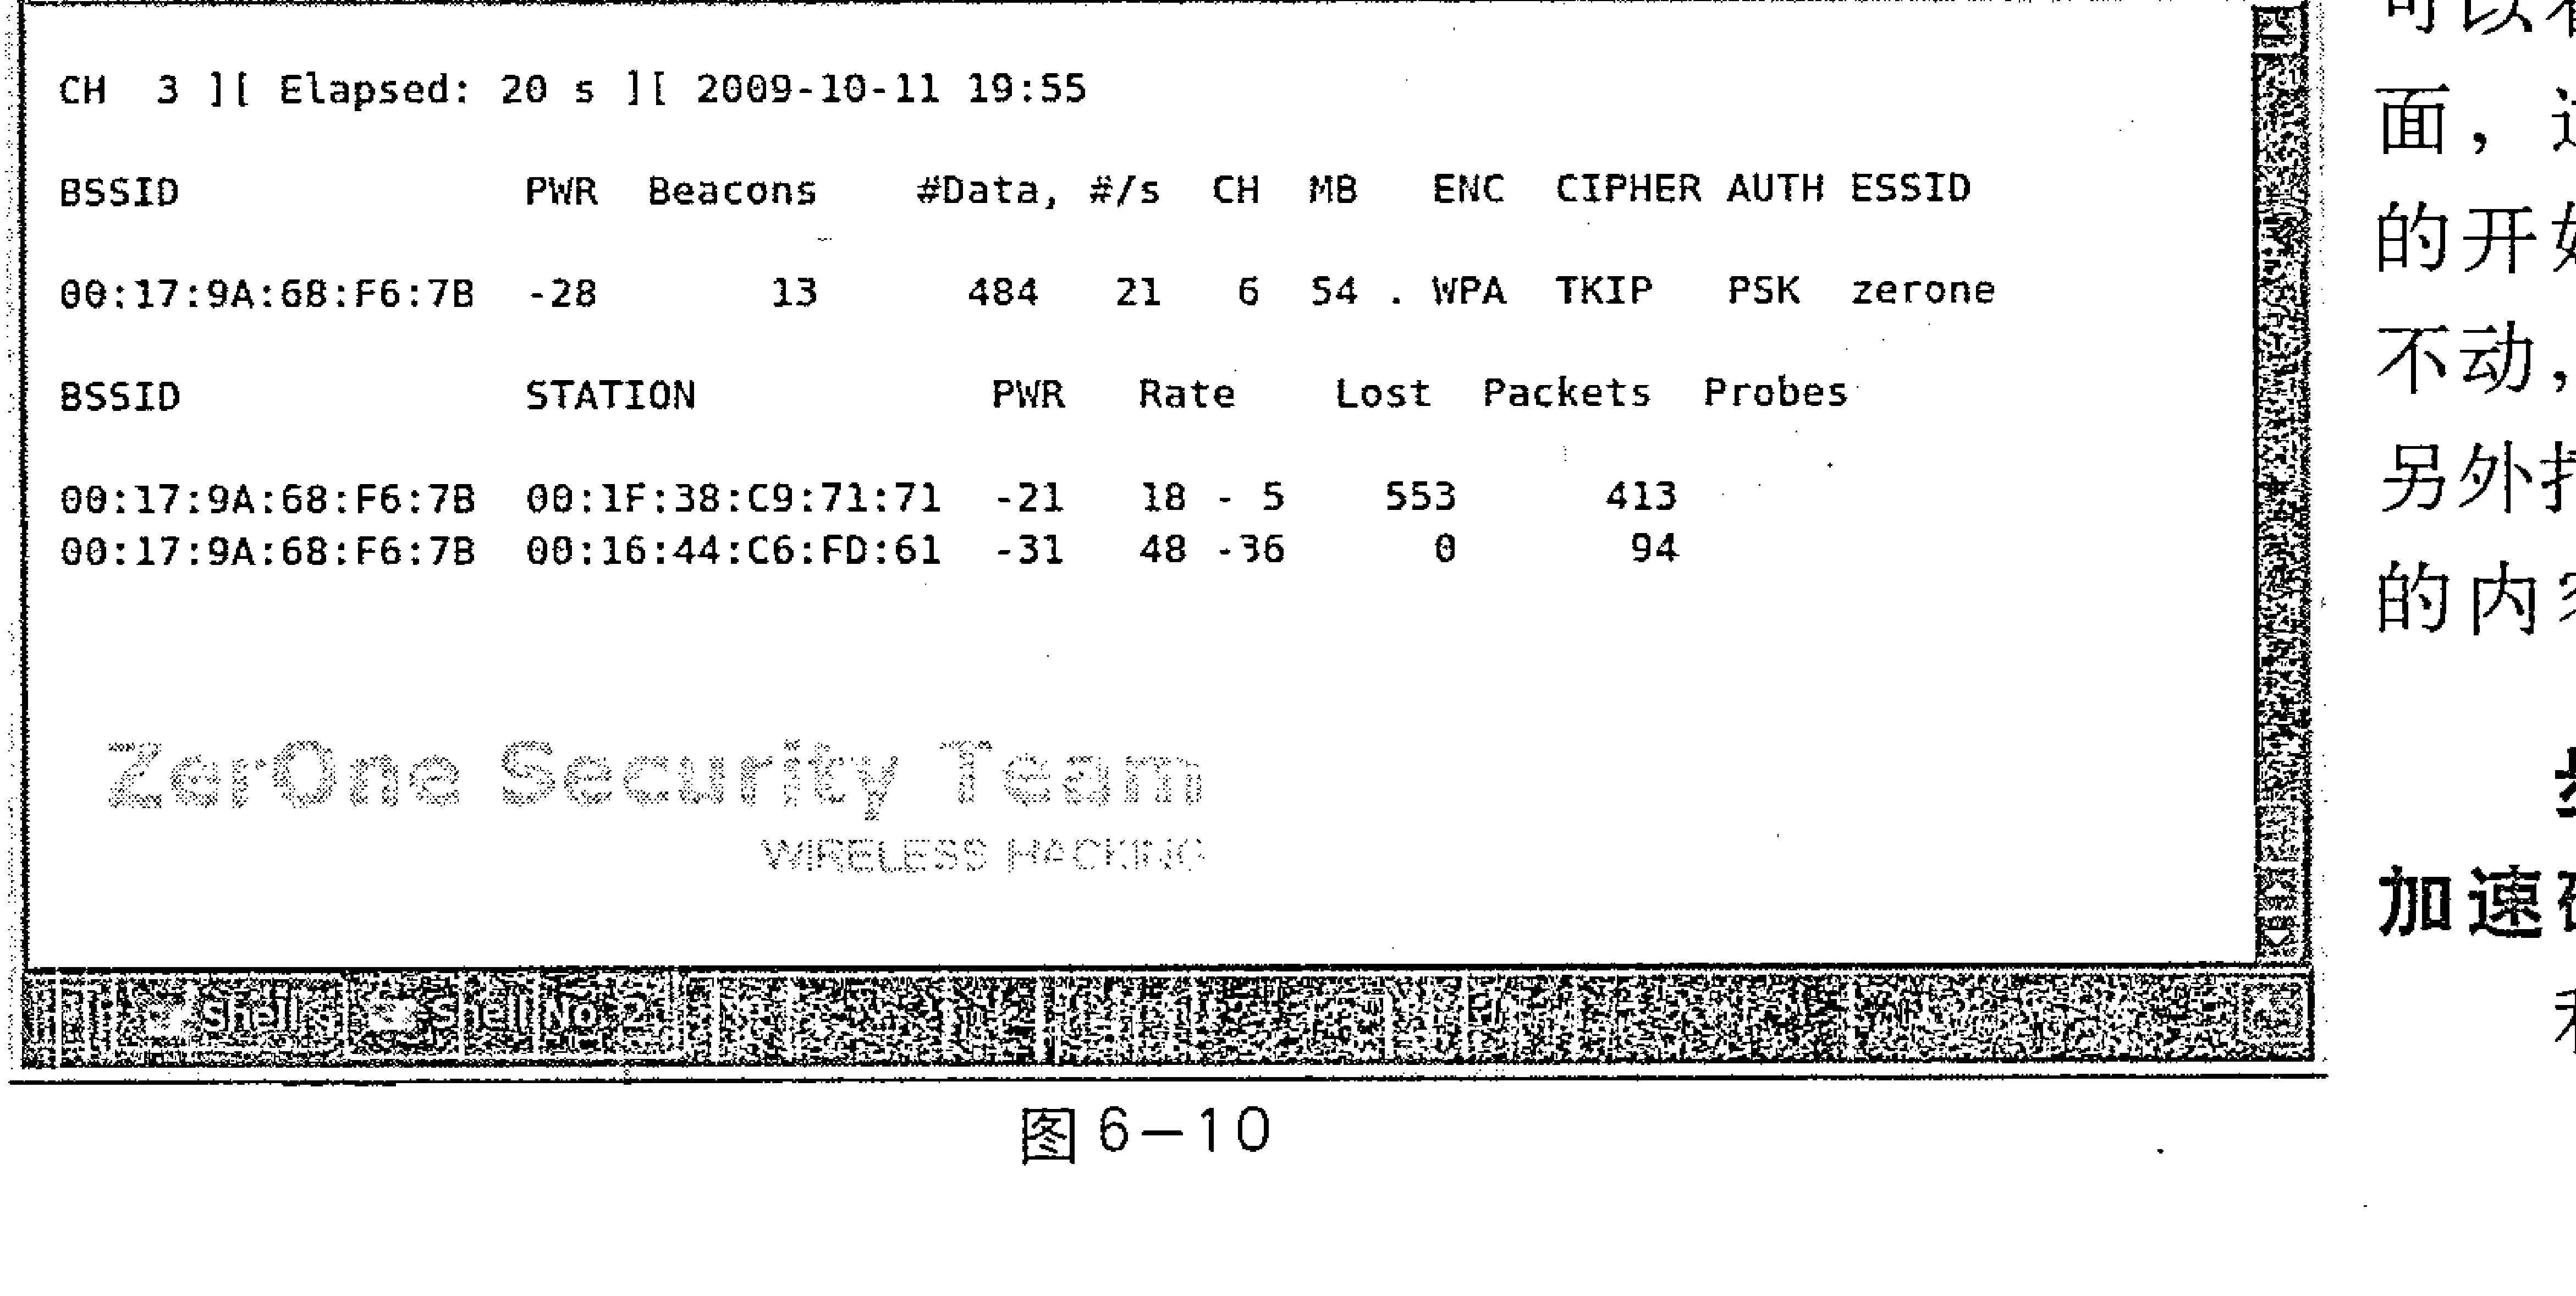 CH  3 ][ Elapsed: 20 s ][ 2009-10-11 19:55
BSSID PWR Beacons #Data, #/s CH MB ENC CIPHER AUTH ESSID
00:17:9A:68:F6:7B -28 13 484 21 6 54 . WPA TKIP PSK zerone
BSSID STATION PWR Rate Lost Packets Probes
00:17:9A:68:F6:7B 00:1F:38:C9:71:71 -21 18 - 5 553 413
00:17:9A:68:F6:7B 00:16:44:C6:FD:61 -31 48 -36 0 94
ZerOne Security Team
WIRELESS HACKING
Shell Shell No. 2
图6-10
可以
面，
的开
不动，
另外
的内
加速